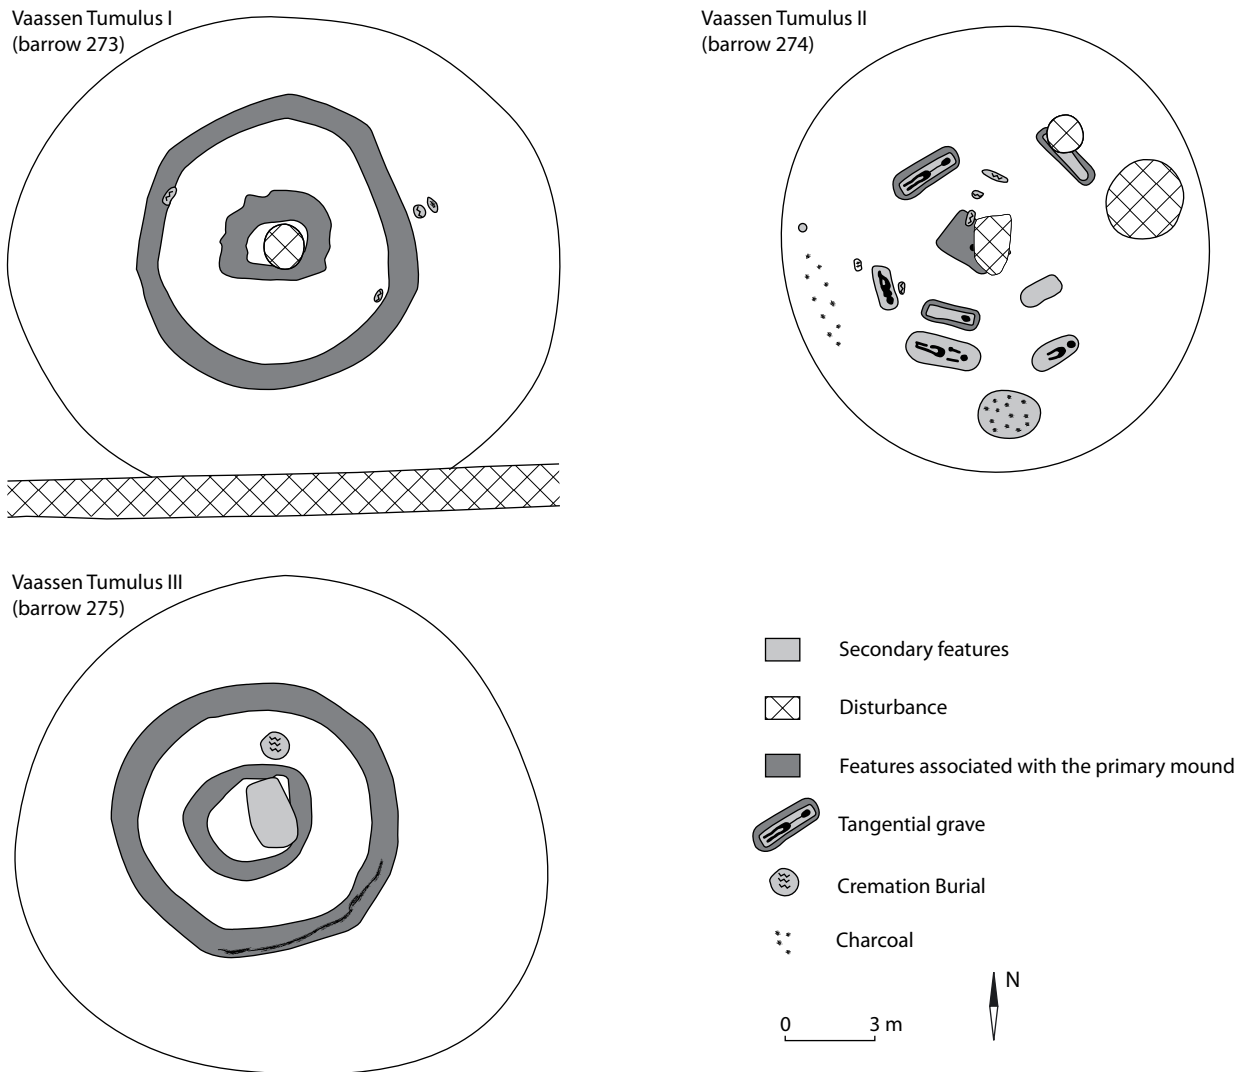 Vaassen Tumulus I
(barrow 273)
Vaassen Tumulus II
(barrow 274)
Vaassen Tumulus III
(barrow 275)
Secondary features
Disturbance
Features associated with the primary mound
Tangential grave
Cremation Burial
Charcoal
N
0 3 m